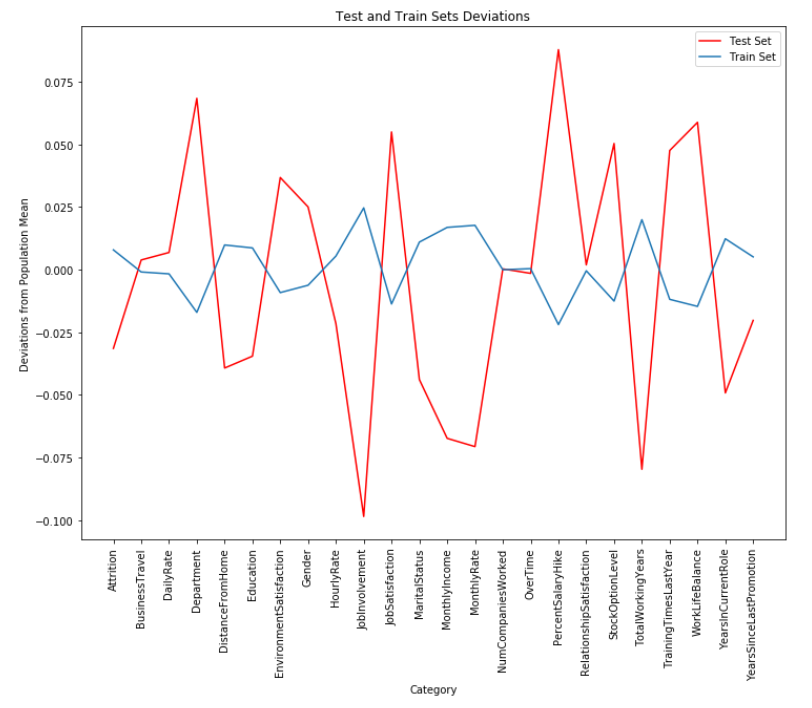 Test and Train Sets Deviations
Test Set
Train Set
Deviations from Population Mean
0.075
0.050
0.025
0.000
−0.025
−0.050
−0.075
−0.100
Attrition
BusinessTravel
DailyRate
Department
DistanceFromHome
Education
EnvironmentSatisfaction
Gender
HourlyRate
JobInvolvement
JobSatisfaction
MaritalStatus
MonthlyIncome
MonthlyRate
NumCompaniesWorked
OverTime
PercentSalaryHike
RelationshipSatisfaction
StockOptionLevel
TotalWorkingYears
TrainingTimesLastYear
WorkLifeBalance
YearsInCurrentRole
YearsSinceLastPromotion
Category